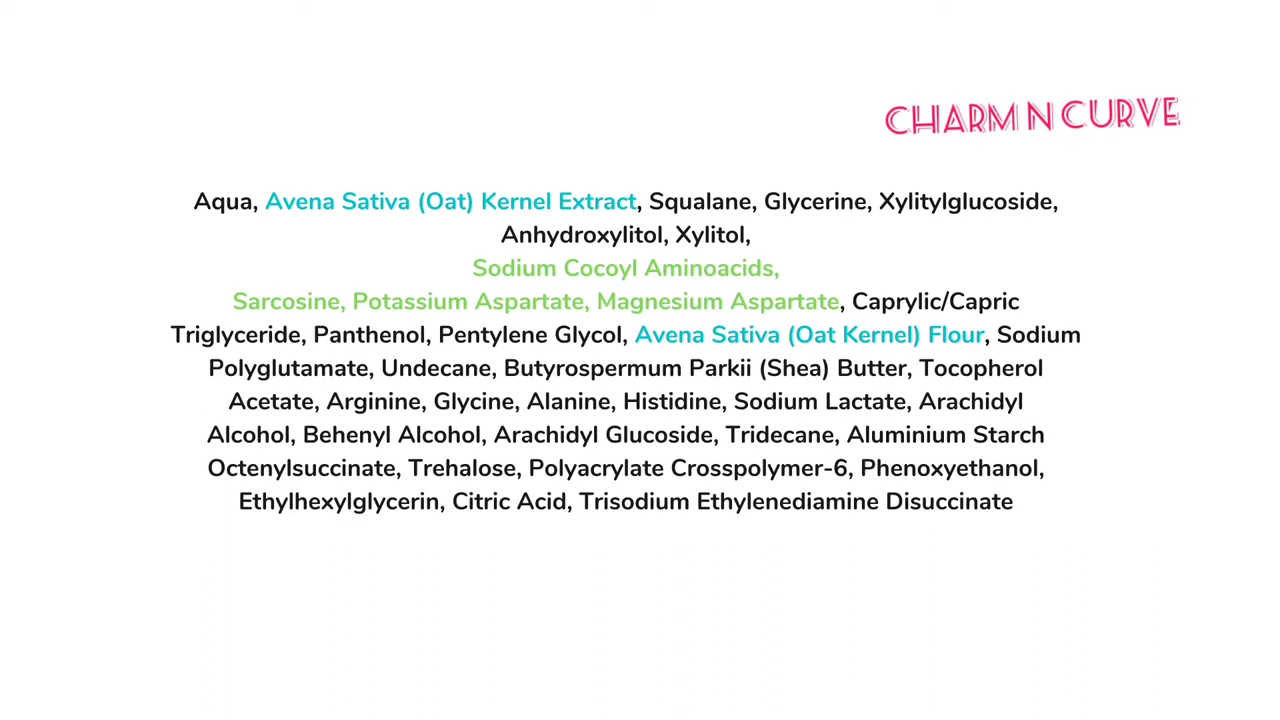 CHARM N CURVE
Aqua, Avena Sativa (Oat) Kernel Extract, Squalane, Glycerine, Xylitylglucoside,
Anhydroxylitol, Xylitol,
Sodium Cocoyl Aminoacids,
Sarcosine, Potassium Aspartate, Magnesium Aspartate, Caprylic/Capric
Triglyceride, Panthenol, Pentylene Glycol, Avena Sativa (Oat Kernel) Flour, Sodium
Polyglutamate, Undecane, Butyrospermum Parkii (Shea) Butter, Tocopherol
Acetate, Arginine, Glycine, Alanine, Histidine, Sodium Lactate, Arachidyl
Alcohol, Behenyl Alcohol, Arachidyl Glucoside, Tridecane, Aluminium Starch
Octenylsuccinate, Trehalose, Polyacrylate Crosspolymer-6, Phenoxyethanol,
Ethylhexylglycerin, Citric Acid, Trisodium Ethylenediamine Disuccinate